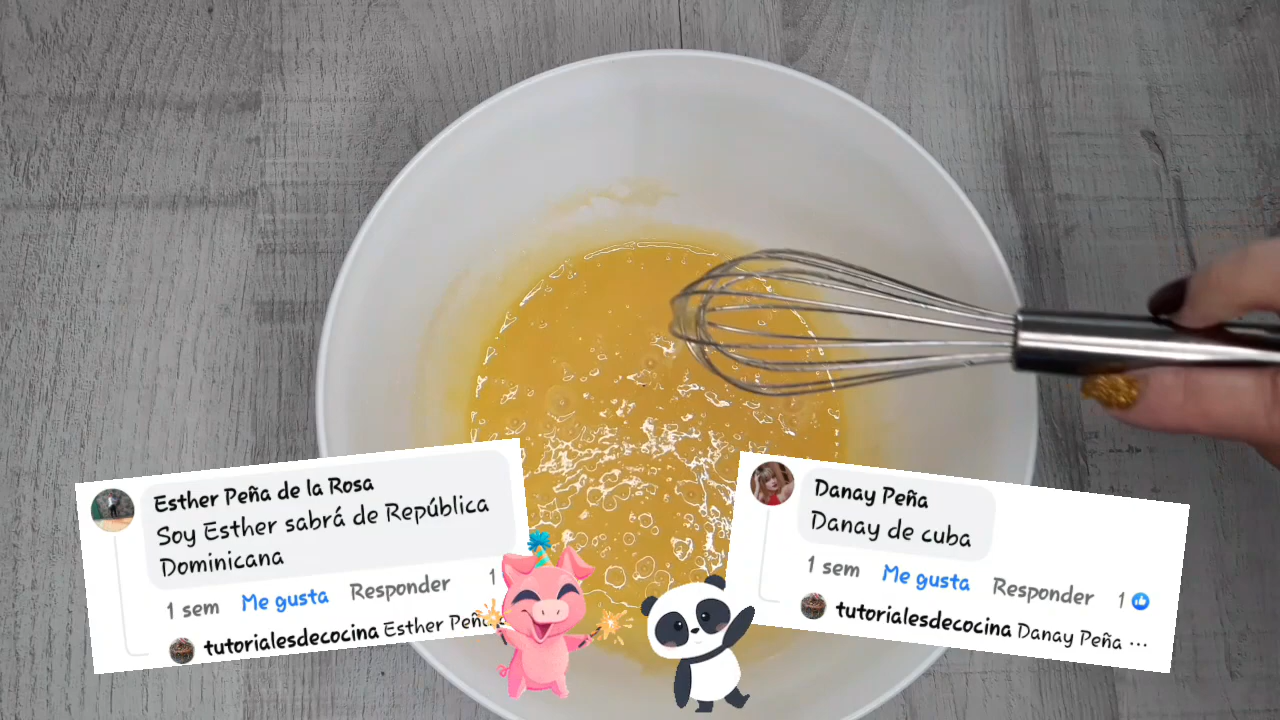 Esther Peña de la Rosa
Soy Esther sabrá de República
Dominicana
1 sem Me gusta Responder 1
tutorialesdecocina Esther Peña
Danay Peña
Danay de cuba
1 sem Me gusta Responder 1
tutorialesdecocina Danay Peña ...